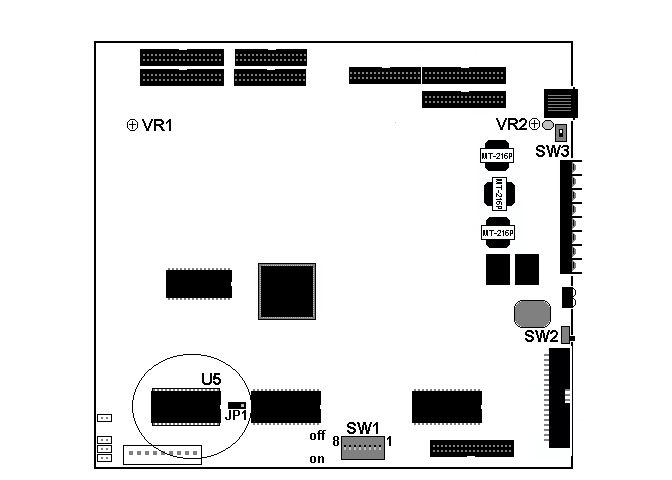 VR1
VR2
SW3
MT-216P
MT-216P
MT-216P
SW2
U5
JP1
SW1
off
8
1
on